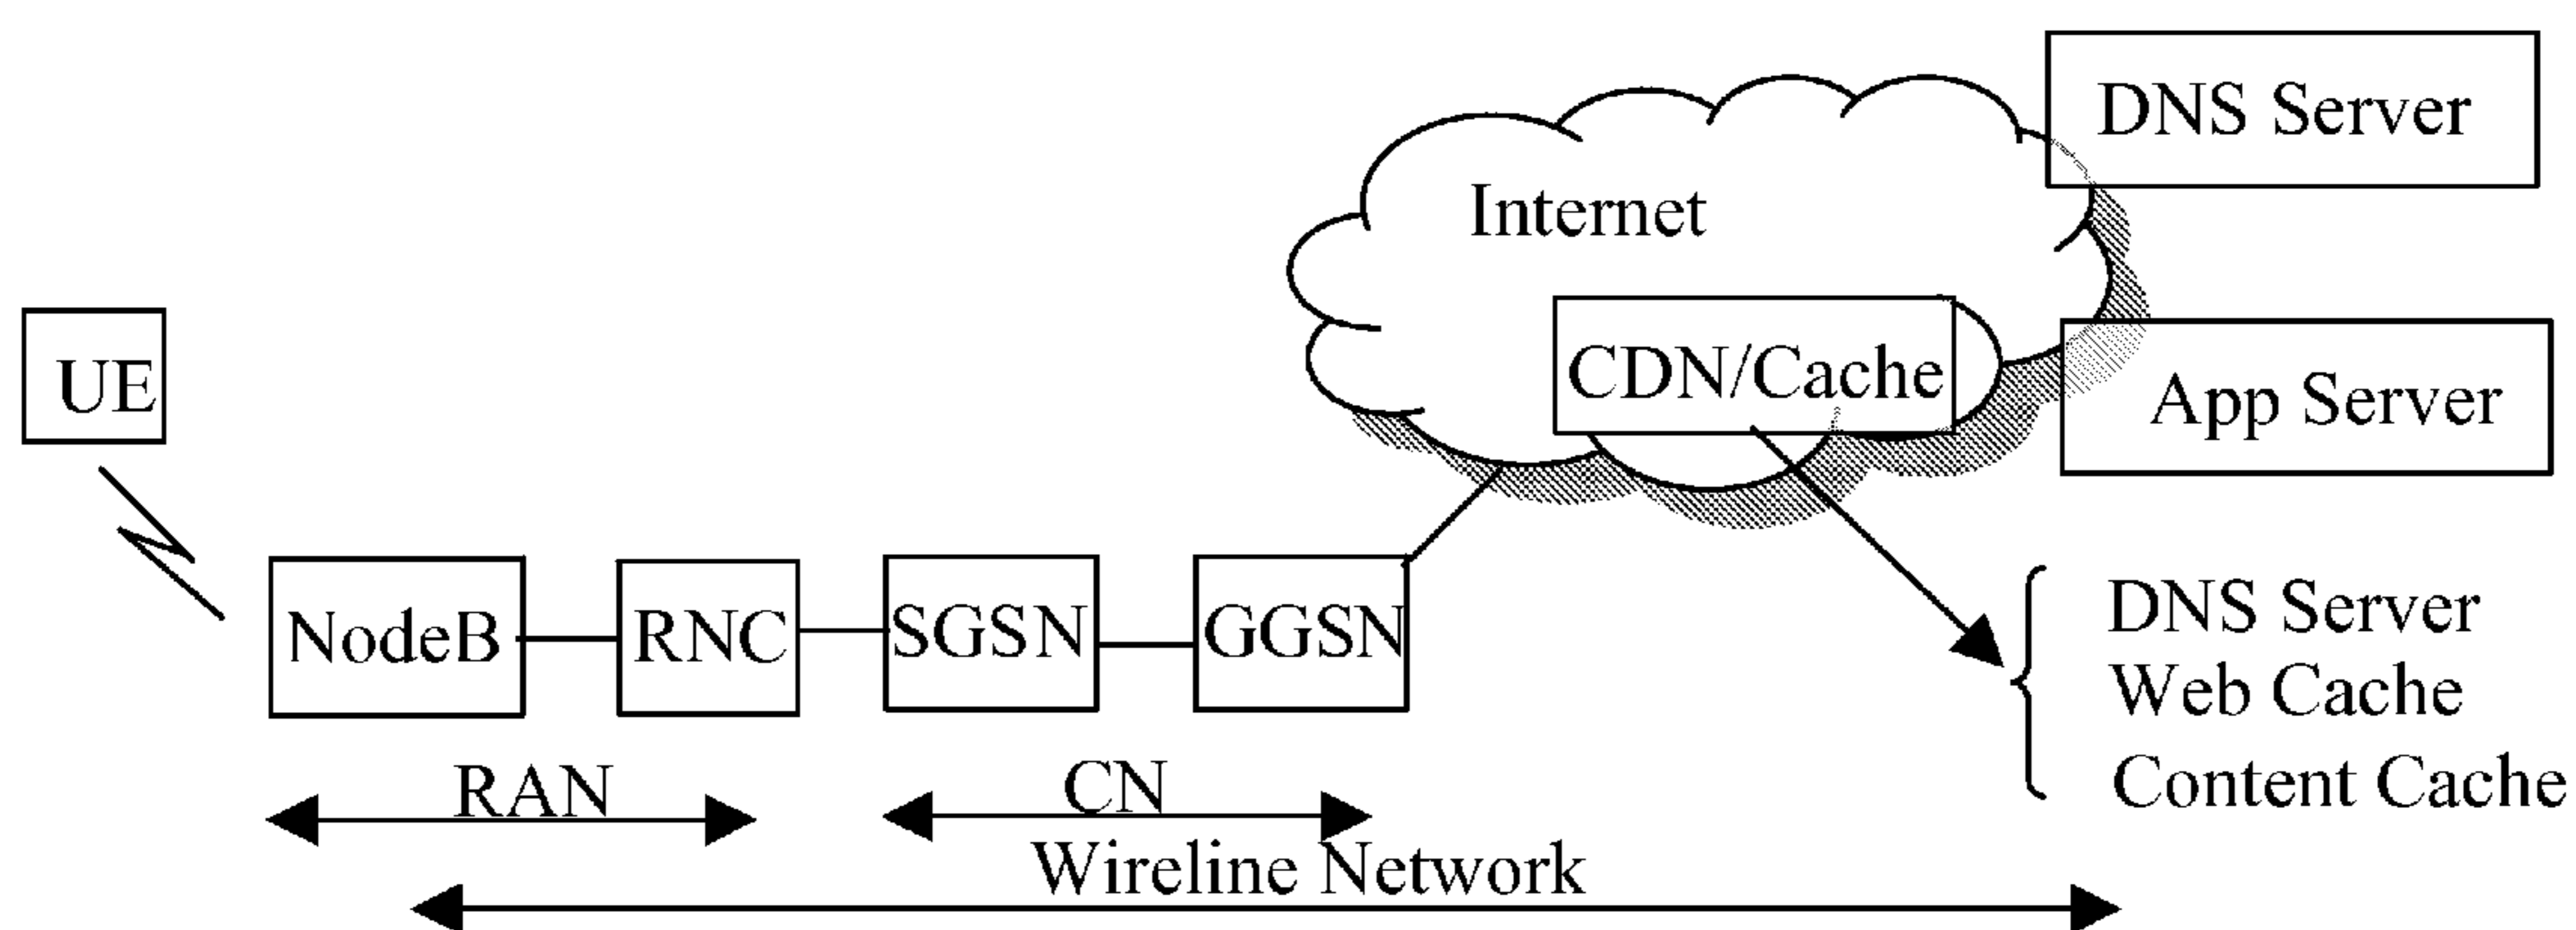 DNS Server
Internet
CDN/Cache
App Server
UE
NodeB
RNC
SGSN
GGSN
DNS Server
Web Cache
Content Cache
RAN
CN
Wireline Network